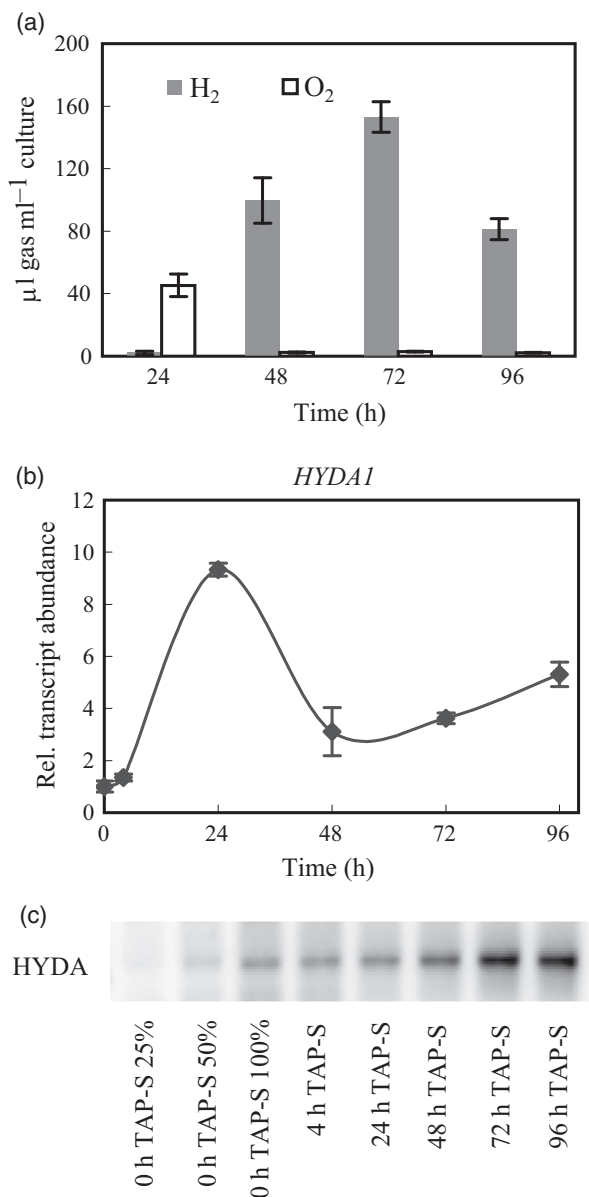 (a)
200
160
120
80
40
0
H₂ O₂
µl gas ml⁻¹ culture
24 48 72 96
Time (h)
(b)
HYDA1
12
10
8
6
4
2
0
Rel. transcript abundance
0 24 48 72 96
Time (h)
(c)
HYDA
0 h TAP-S 25%
0 h TAP-S 50%
0 h TAP-S 100%
4 h TAP-S
24 h TAP-S
48 h TAP-S
72 h TAP-S
96 h TAP-S